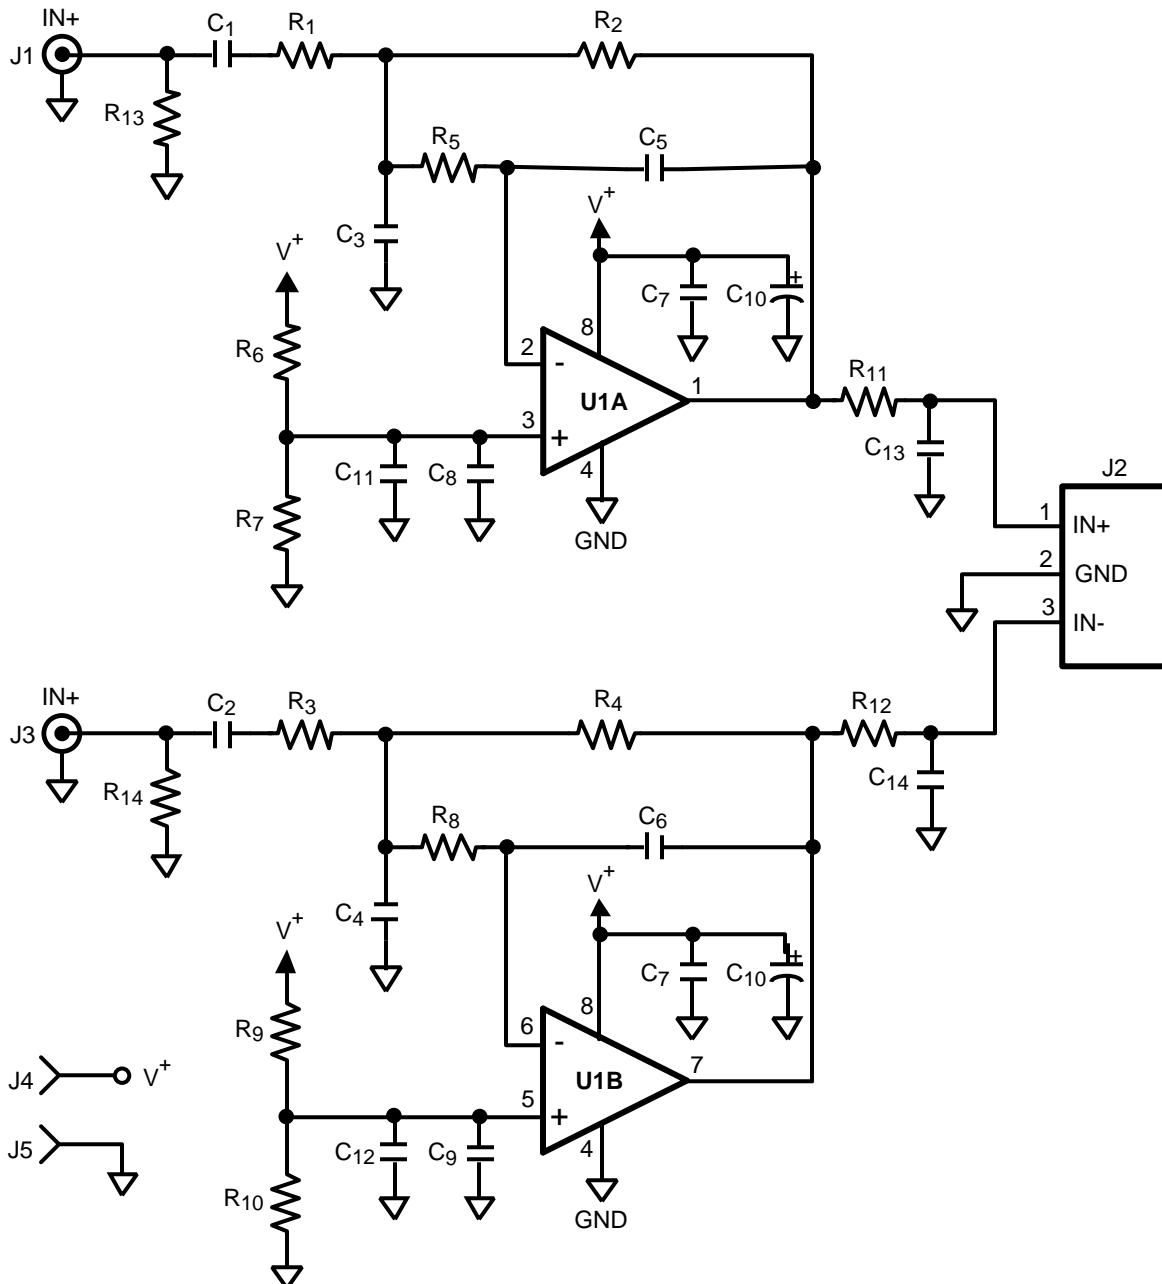 IN+
J1
C1
R1
R2
R13
R5
C5
V+
C3
V+
C7
+
C10
8
R6
2
-
U1A
1
R11
3
+
C11
C8
4
GND
R7
C13
J2
1
IN+
2
GND
3
IN-
IN+
J3
C2
R3
R4
R12
R14
C14
R8
C6
V+
C4
V+
C7
+
C10
8
R9
6
-
U1B
7
J4
V+
5
+
J5
C12
C9
4
GND
R10